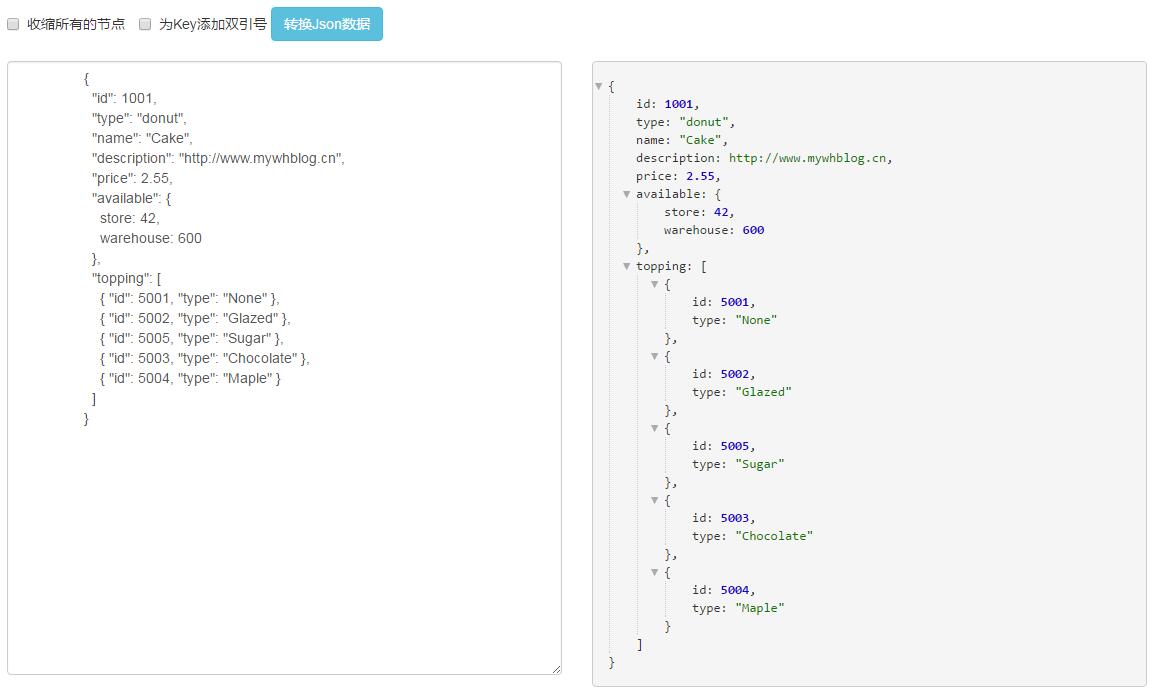 收缩所有的节点 为Key添加双引号 转换Json数据
{
"id": 1001,
"type": "donut",
"name": "Cake",
"description": "http://www.mywhblog.cn",
"price": 2.55,
"available": {
store: 42,
warehouse: 600
},
"topping": [
{ "id": 5001, "type": "None" },
{ "id": 5002, "type": "Glazed" },
{ "id": 5005, "type": "Sugar" },
{ "id": 5003, "type": "Chocolate" },
{ "id": 5004, "type": "Maple" }
]
}
{
id: 1001,
type: "donut",
name: "Cake",
description: http://www.mywhblog.cn,
price: 2.55,
available: {
store: 42,
warehouse: 600
},
topping: [
{
id: 5001,
type: "None"
},
{
id: 5002,
type: "Glazed"
},
{
id: 5005,
type: "Sugar"
},
{
id: 5003,
type: "Chocolate"
},
{
id: 5004,
type: "Maple"
}
]
}